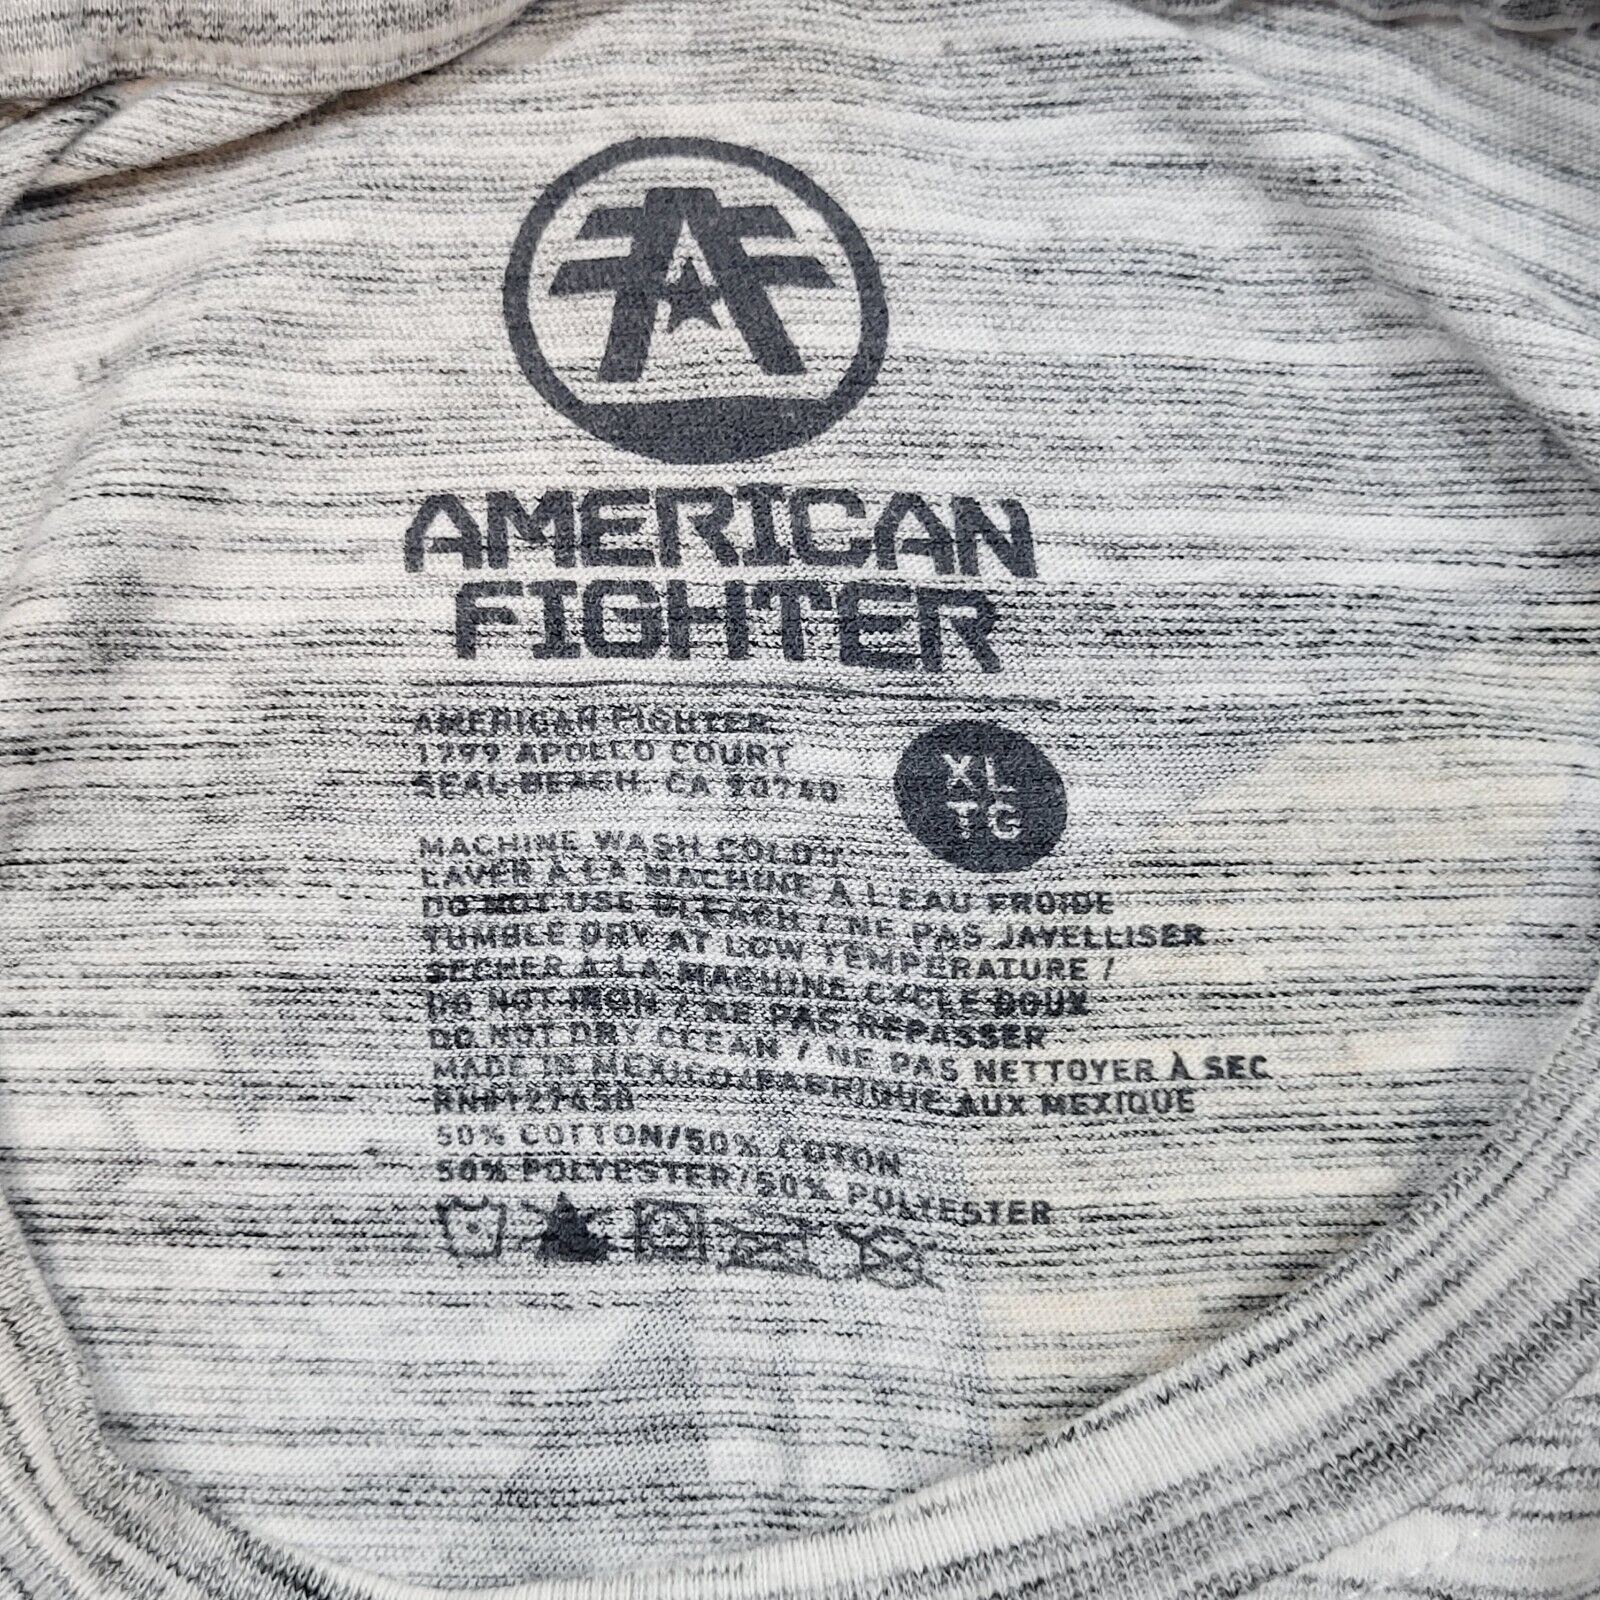 AMERICAN
FIGHTER
AMERICAN FIGHTER
1799 APOLLO COURT
SEAL BEACH, CA 90740
XL
TG
MACHINE WASH COLD /
LAVER A LA MACHINE A L'EAU FROIDE
DO NOT USE BLEACH / NE PAS JAVELLISER
TUMBLE DRY AT LOW TEMPERATURE /
SECHER A LA MACHINE CYCLE DOUX
DO NOT IRON / NE PAS REPASSER
DO NOT DRY CLEAN / NE PAS NETTOYER À SEC
MADE IN MEXICO/FABRIQUE AUX MEXIQUE
50% COTTON/50% COTON
50% POLYESTER/50% POLYESTER